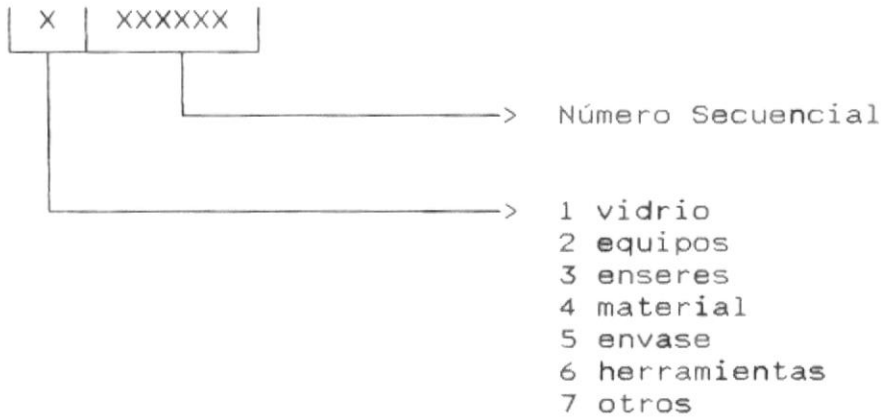 X XXXXXX
> Número Secuencial
> 1 vidrio
2 equipos
3 enseres
4 material
5 envase
6 herramientas
7 otros